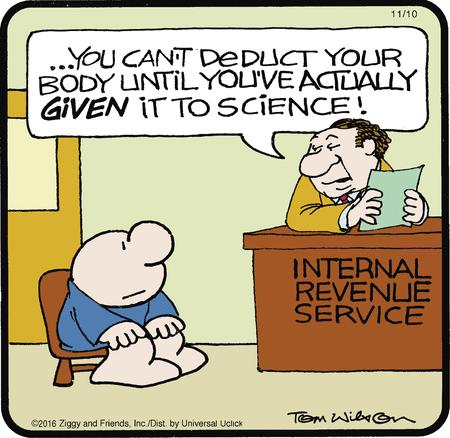 11/10
...YOU CAN'T DEDUCT YOUR
BODY UNTIL YOU'VE ACTUALLY
GIVEN IT TO SCIENCE!
INTERNAL
REVENUE
SERVICE
©2016 Ziggy and Friends, Inc./Dist. by Universal Uclick
Tom Wilson